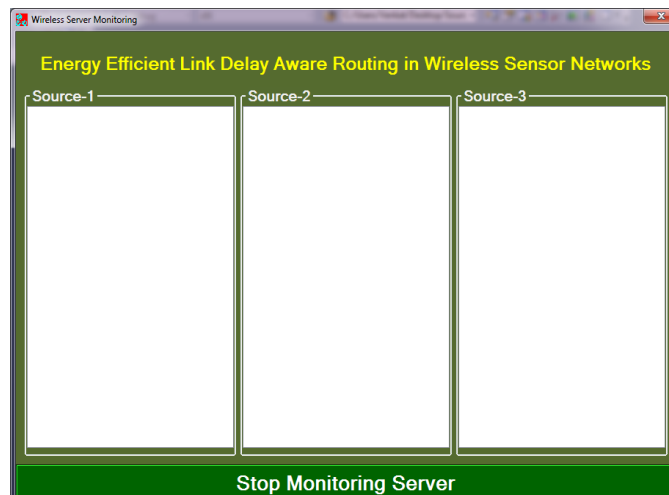 Wireless Server Monitoring
Energy Efficient Link Delay Aware Routing in Wireless Sensor Networks
Source-1
Source-2
Source-3
Stop Monitoring Server